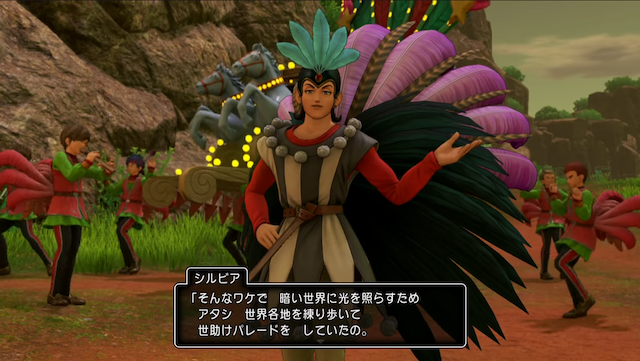 シルビア
「そんなワケで　暗い世界に光を照らすため
アタシ　世界各地を練り歩いて
世助けパレードを　していたの。